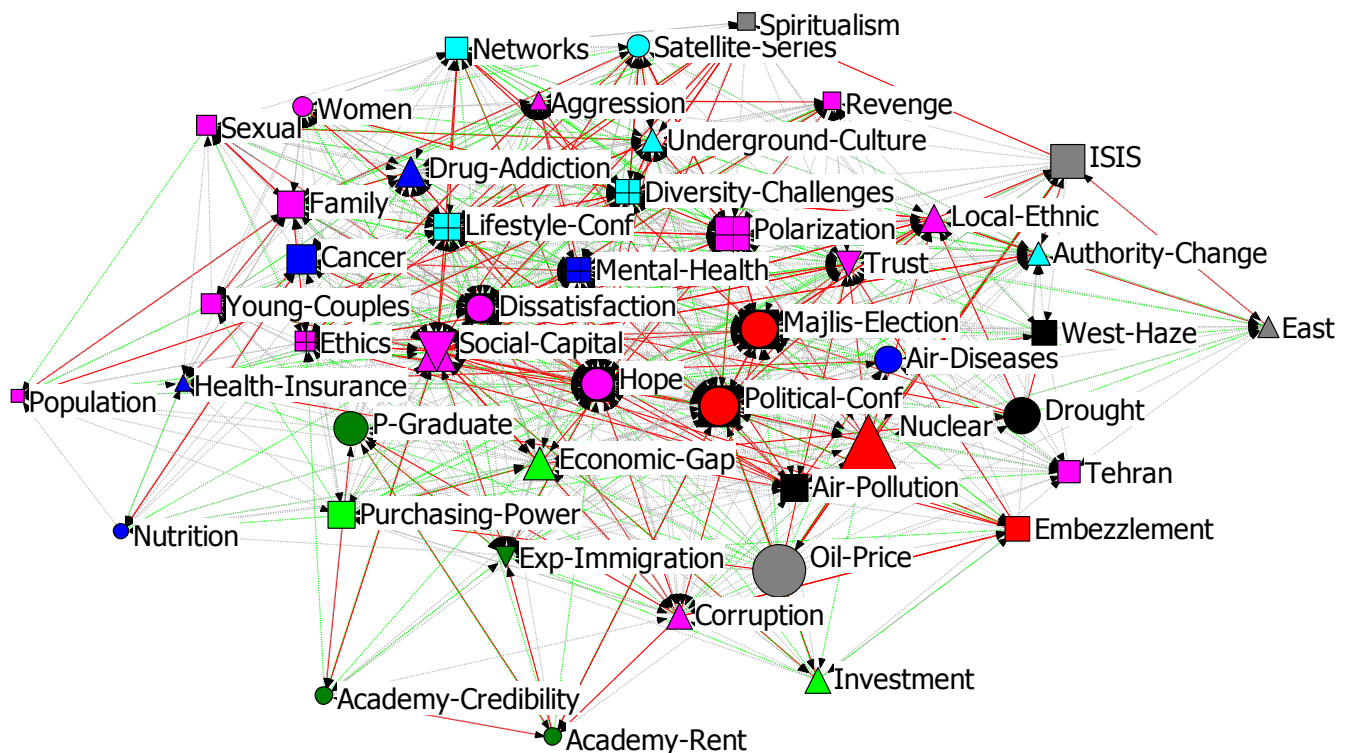 Spiritualism
Networks
Satellite-Series
Women
Aggression
Revenge
Sexual
Underground-Culture
ISIS
Drug-Addiction
Diversity-Challenges
Family
Lifestyle-Conf
Polarization
Local-Ethnic
Cancer
Mental-Health
Trust
Authority-Change
Young-Couples
Dissatisfaction
Majlis-Election
West-Haze
East
Ethics
Social-Capital
Air-Diseases
Health-Insurance
Hope
Population
Political-Conf
Drought
P-Graduate
Nuclear
Economic-Gap
Tehran
Air-Pollution
Purchasing-Power
Embezzlement
Nutrition
Exp-Immigration
Oil-Price
Corruption
Investment
Academy-Credibility
Academy-Rent